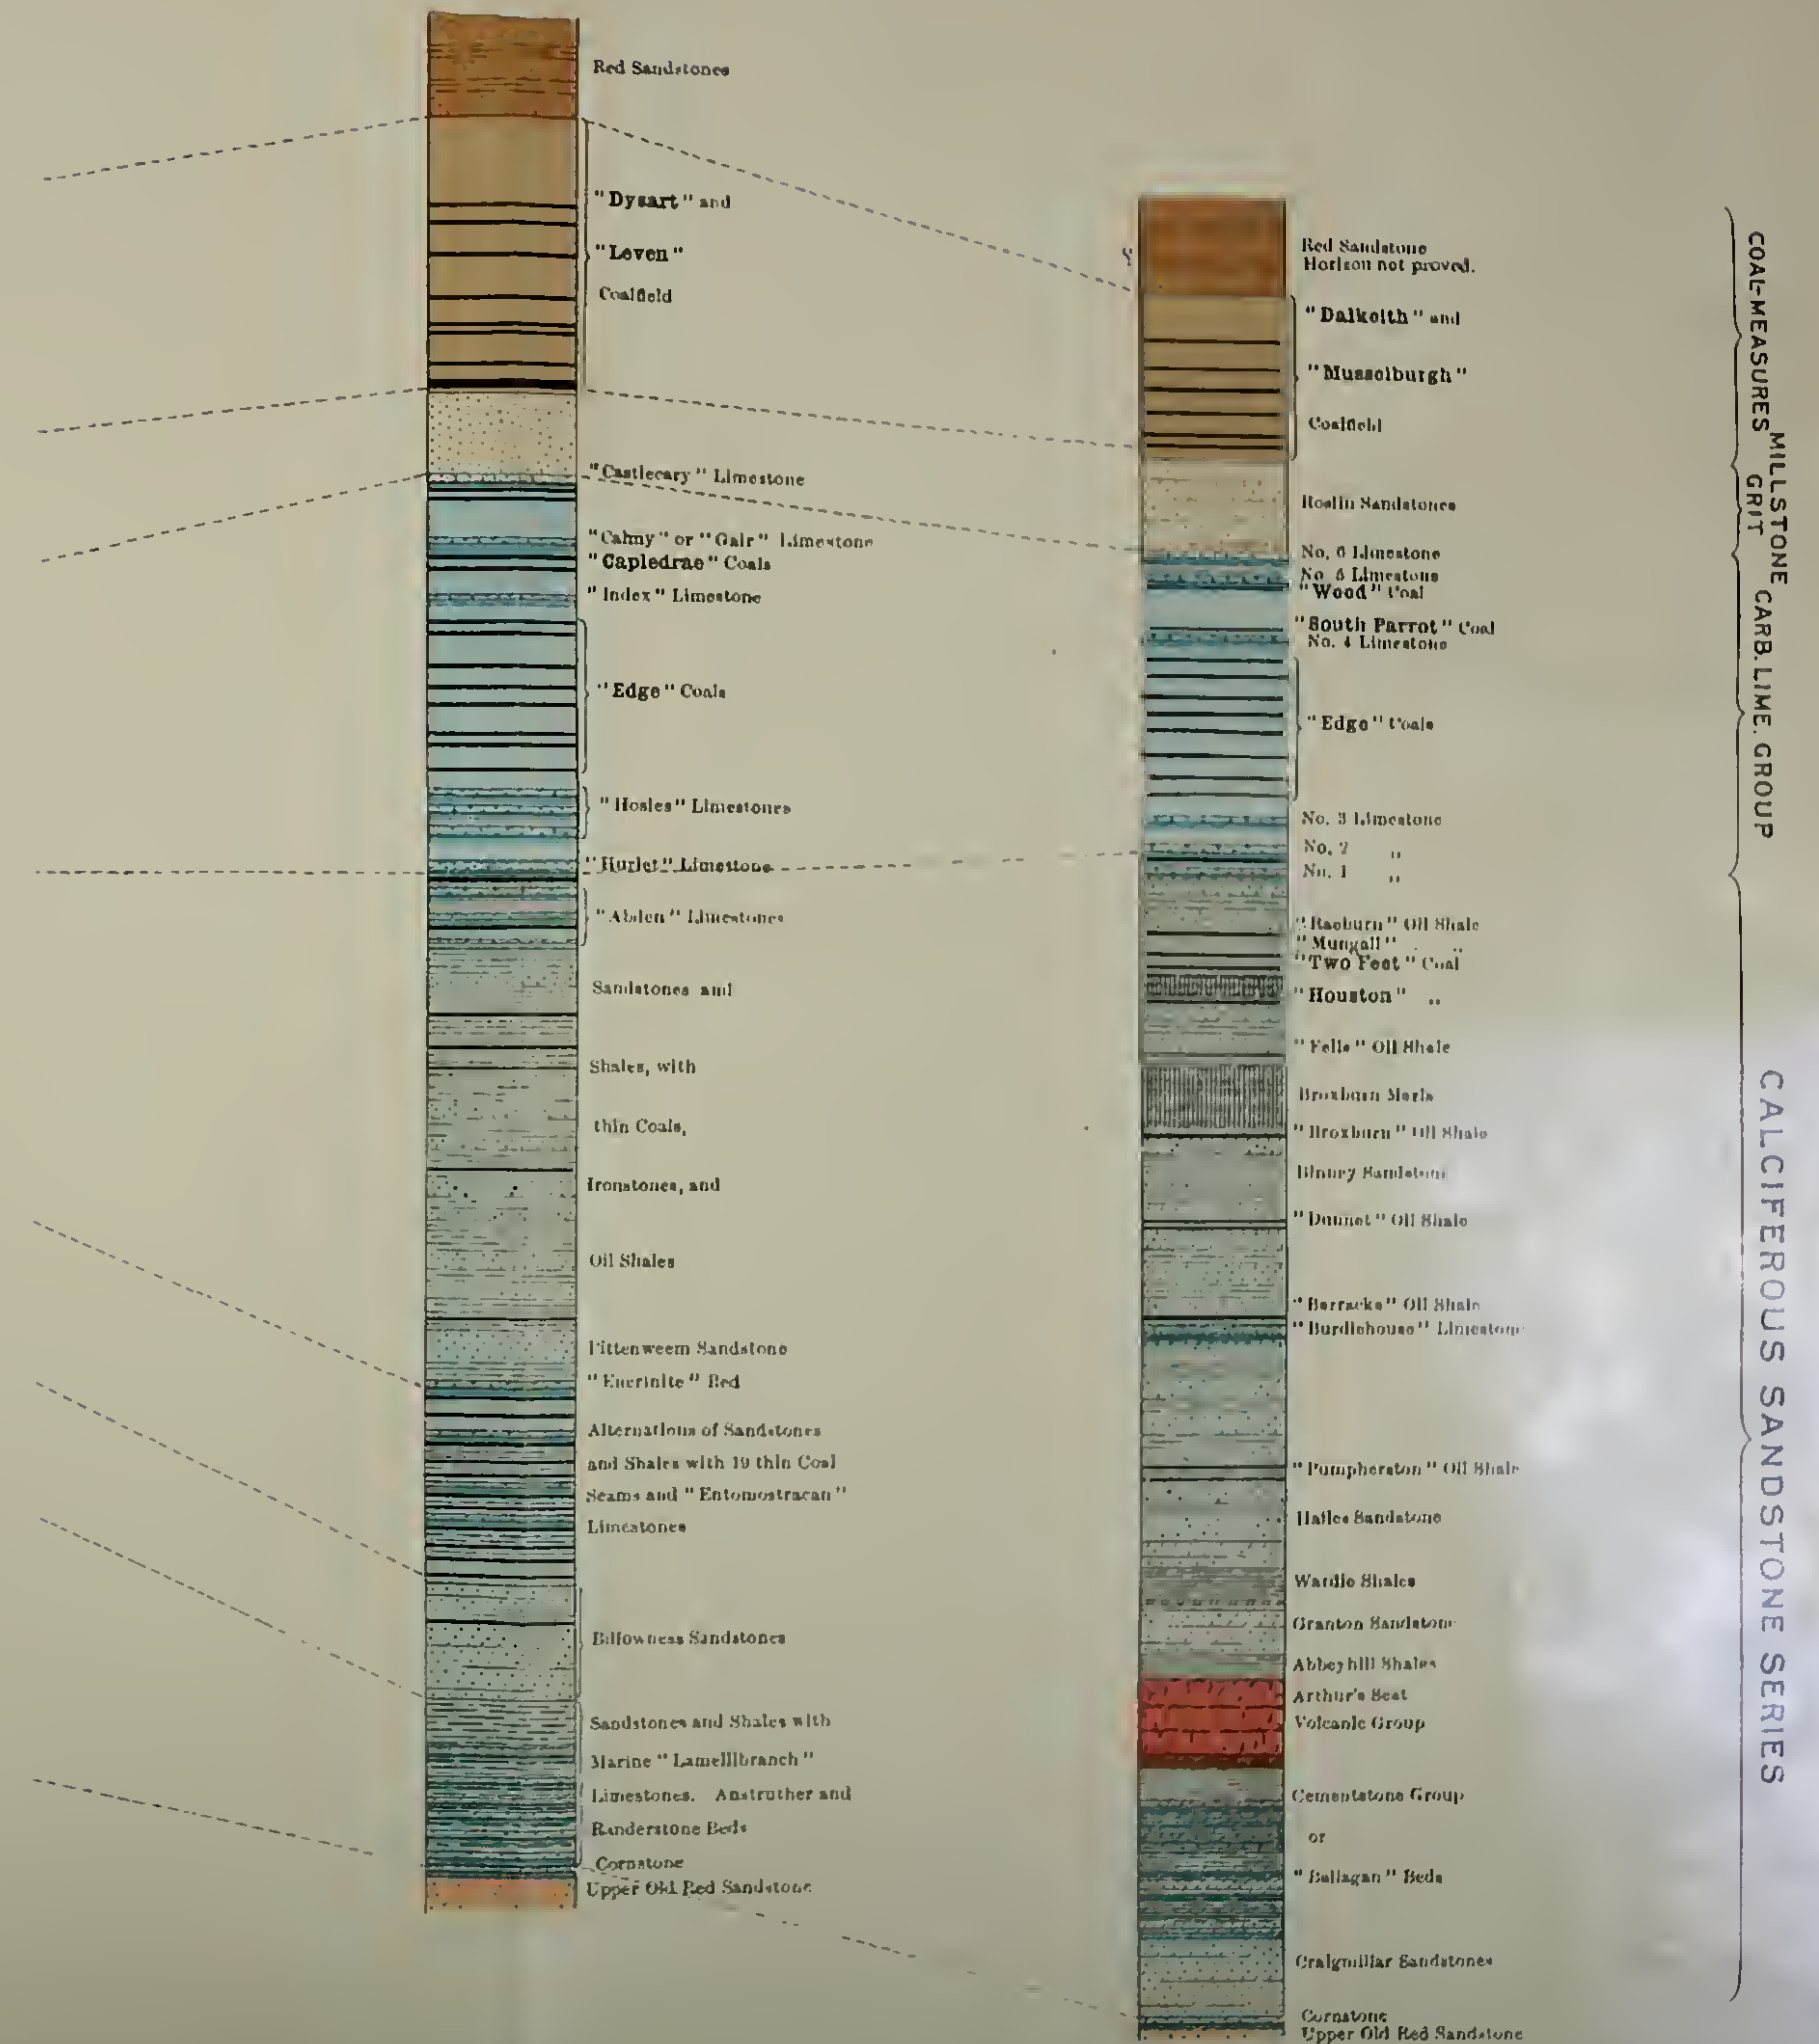 Red Sandstones
"Dysart" and
"Leven"
Coalfield
"Castlecary" Limestone
"Calmy" or "Gair" Limestone
"Capledrae" Coals
"Index" Limestone
"Edge" Coals
"Hosies" Limestones
"Hurlet" Limestone
"Abden" Limestones
Sandstones and
Shales, with
thin Coals,
Ironstones, and
Oil Shales
Pittenweem Sandstone
"Encrinite" Bed
Alternations of Sandstones
and Shales with 19 thin Coal
Seams and "Entomostracan"
Limestones
Billowness Sandstones
Sandstones and Shales with
Marine "Lamellibranch"
Limestones. Anstruther and
Randerstone Beds
Cornstone
Upper Old Red Sandstone
Red Sandstone
Horizon not proved.
"Dalkeith" and
"Musselburgh"
Coalfield
Roslin Sandstones
No. 6 Limestone
No. 5 Limestone
"Wood" Coal
"South Parrot" Coal
No. 4 Limestone
"Edge" Coals
No. 3 Limestone
No. 2 „
No. 1 „
"Raeburn" Oil Shale
"Mungall" „
"Two Feet" Coal
"Houston" „
"Fells" Oil Shale
Broxburn Marls
"Broxburn" Oil Shale
Binney Sandstone
"Dunnet" Oil Shale
"Barracks" Oil Shale
"Burdiehouse" Limestone
"Pumpherston" Oil Shale
Hailes Sandstone
Wardie Shales
Granton Sandstone
Abbeyhill Shales
Arthur's Seat
Volcanic Group
Cementstone Group
or
"Ballagan" Beds
Craigmillar Sandstones
Cornstone
Upper Old Red Sandstone
COAL-MEASURES
MILLSTONE
GRIT
CARB. LIME. GROUP
CALCIFEROUS SANDSTONE SERIES